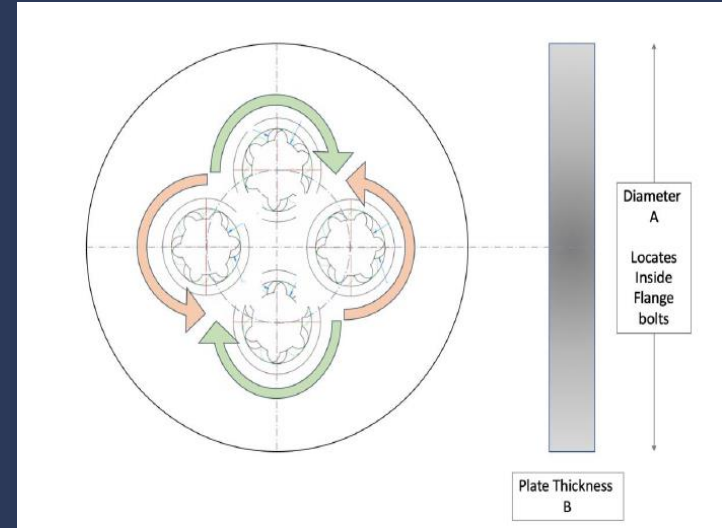 Diameter
A
Locates
Inside
Flange
bolts
Plate Thickness
B